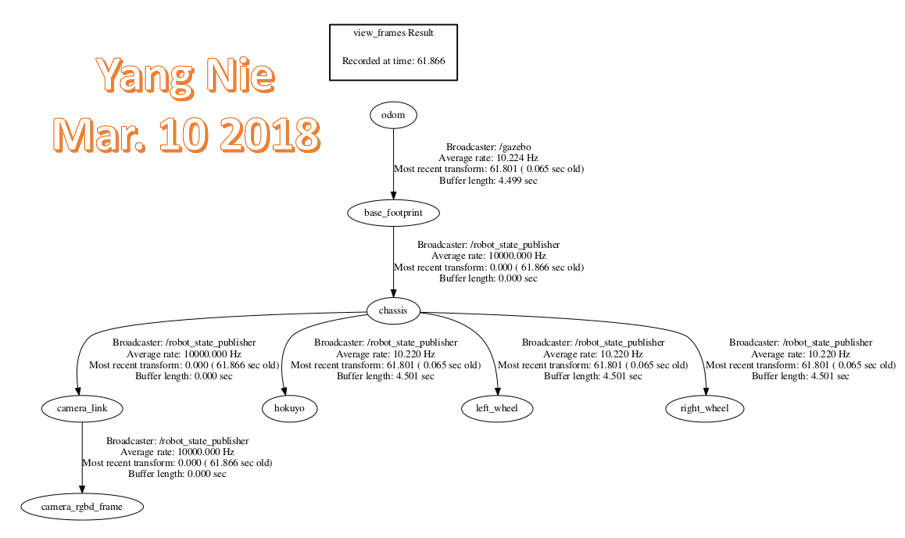 view_frames Result
Recorded at time: 61.866
Yang Nie
Mar. 10 2018
odom
Broadcaster: /gazebo
Average rate: 10.224 Hz
Most recent transform: 61.801 ( 0.065 sec old)
Buffer length: 4.499 sec
base_footprint
Broadcaster: /robot_state_publisher
Average rate: 10000.000 Hz
Most recent transform: 0.000 ( 61.866 sec old)
Buffer length: 0.000 sec
chassis
Broadcaster: /robot_state_publisher
Average rate: 10000.000 Hz
Most recent transform: 0.000 ( 61.866 sec old)
Buffer length: 0.000 sec
Broadcaster: /robot_state_publisher
Average rate: 10.220 Hz
Most recent transform: 61.801 ( 0.065 sec old)
Buffer length: 4.501 sec
Broadcaster: /robot_state_publisher
Average rate: 10.220 Hz
Most recent transform: 61.801 ( 0.065 sec old)
Buffer length: 4.501 sec
Broadcaster: /robot_state_publisher
Average rate: 10.220 Hz
Most recent transform: 61.801 ( 0.065 sec old)
Buffer length: 4.501 sec
camera_link
hokuyo
left_wheel
right_wheel
Broadcaster: /robot_state_publisher
Average rate: 10000.000 Hz
Most recent transform: 0.000 ( 61.866 sec old)
Buffer length: 0.000 sec
camera_rgbd_frame